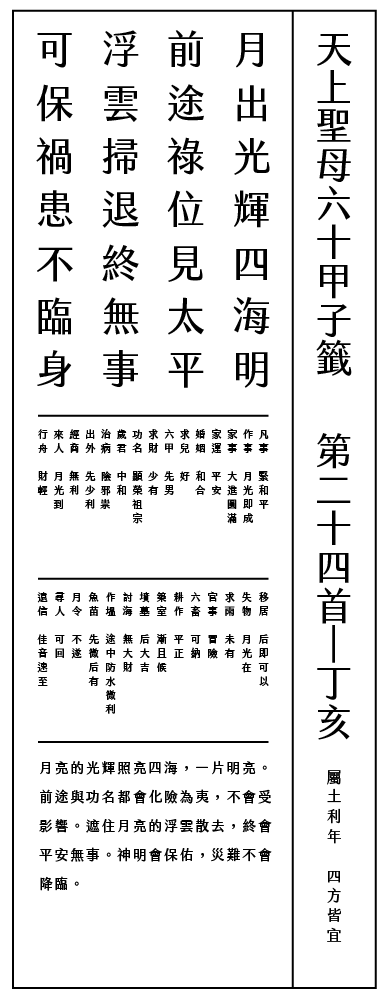 天上聖母六十甲子籤　第二十四首｜丁亥
屬土利年　四方皆宜
月出光輝四海明
前途祿位見太平
浮雲掃退終無事
可保禍患不臨身
凡事　緊和平
作事　月光即成
家事　大進圓滿
家運　平安
婚姻　和合
求兒　好
六甲　先男
求財　少有
功名　顯榮祖宗
歲君　中和
治病　險邪祟
出外　先少利
經商　無利
來人　月光到
行舟　財輕
移居　后即可以
失物　月光在
求雨　未有
官事　冒險
六畜　可納
耕作　平正
築室　漸且候
墳墓　后大吉
討海　無大財
作塭　途中防水微利
魚苗　先微后有
月令　不遂
尋人　可回
遠信　佳音速至
月亮的光輝照亮四海，一片明亮。
前途與功名都會化險為夷，不會受
影響。遮住月亮的浮雲散去，終會
平安無事。神明會保佑，災難不會
降臨。